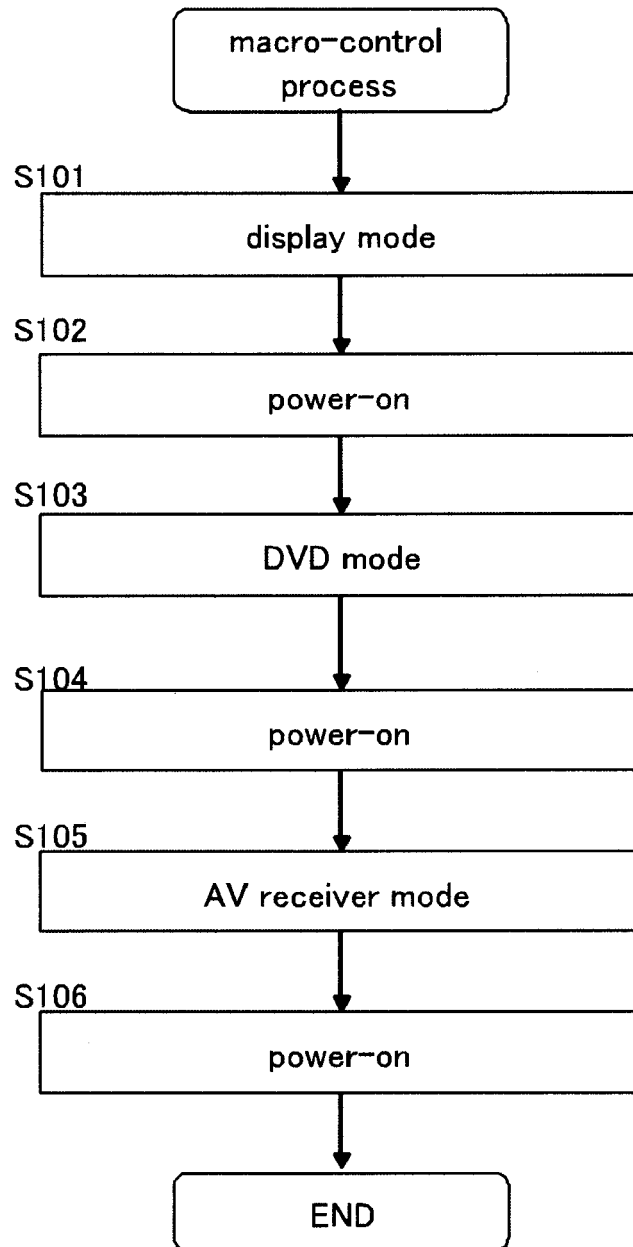 macro-control
process
S101
display mode
S102
power-on
S103
DVD mode
S104
power-on
S105
AV receiver mode
S106
power-on
END